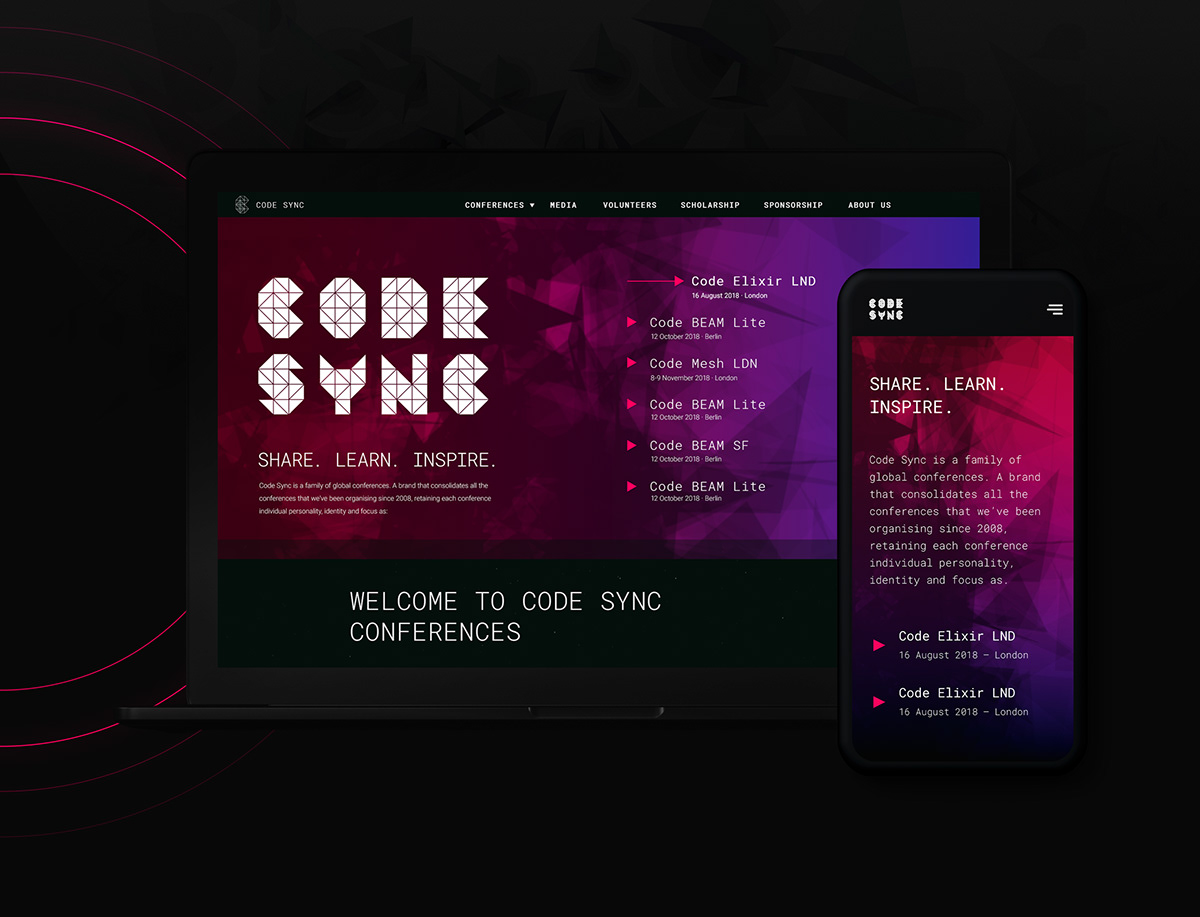 CODE SYNC
CONFERENCES ▼ MEDIA VOLUNTEERS SCHOLARSHIP SPONSORSHIP ABOUT US
CODE
SYNC
SHARE. LEARN. INSPIRE.
Code Sync is a family of global conferences. A brand that consolidates all the
conferences that we've been organising since 2008, retaining each conference
individual personality, identity and focus as:
Code Elixir LND
16 August 2018 · London
Code BEAM Lite
12 October 2018 · Berlin
Code Mesh LDN
8-9 November 2018 · London
Code BEAM Lite
12 October 2018 · Berlin
Code BEAM SF
12 October 2018 · Berlin
Code BEAM Lite
12 October 2018 · Berlin
WELCOME TO CODE SYNC
CONFERENCES
CODE
SYNC
SHARE. LEARN.
INSPIRE.
Code Sync is a family of
global conferences. A brand
that consolidates all the
conferences that we've been
organising since 2008,
retaining each conference
individual personality,
identity and focus as.
Code Elixir LND
16 August 2018 – London
Code Elixir LND
16 August 2018 – London